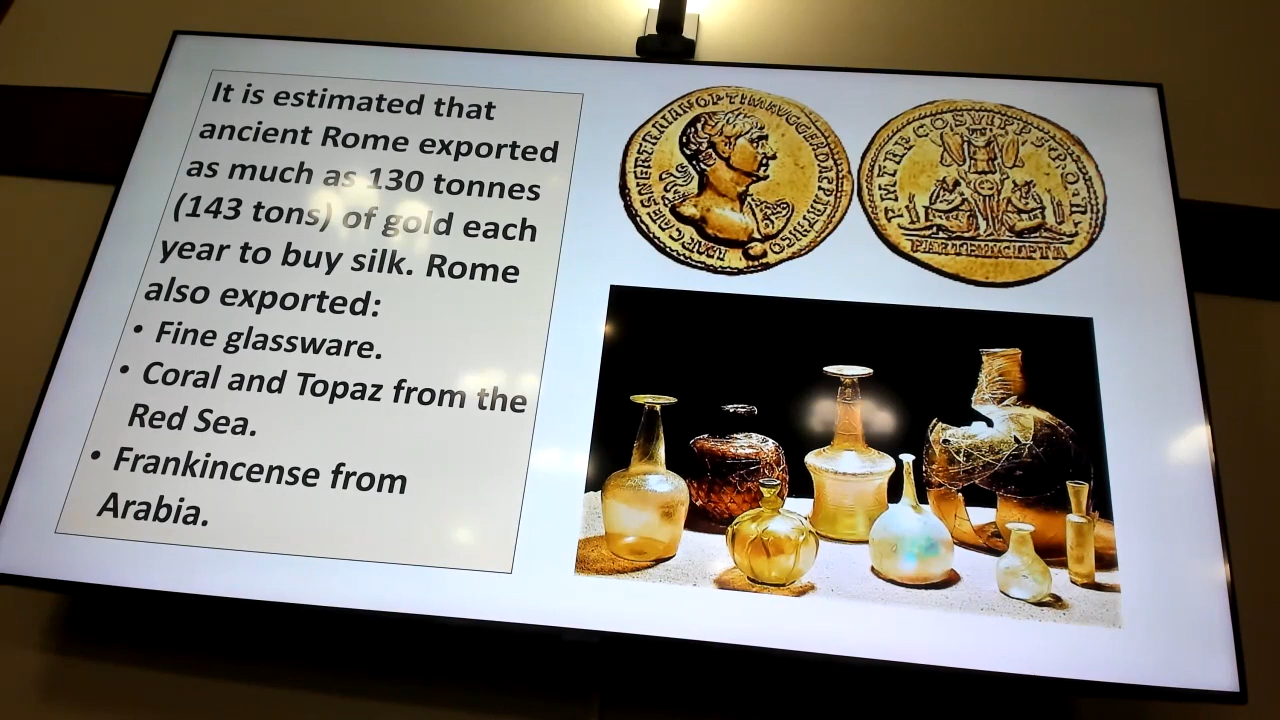 It is estimated that
ancient Rome exported
as much as 130 tonnes
(143 tons) of gold each
year to buy silk. Rome
also exported:
• Fine glassware.
• Coral and Topaz from the
Red Sea.
• Frankincense from
Arabia.